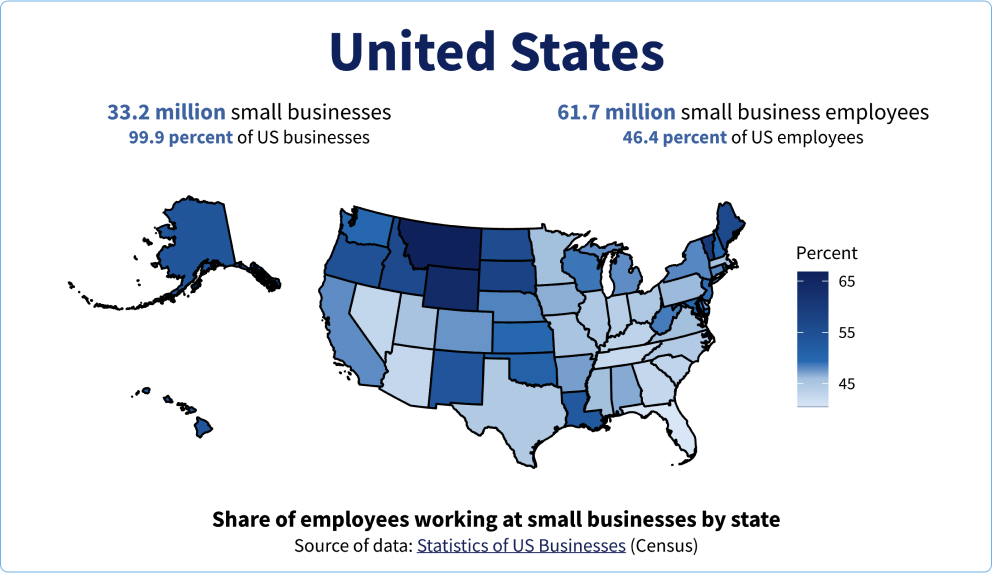 United States
33.2 million small businesses
99.9 percent of US businesses
61.7 million small business employees
46.4 percent of US employees
Percent
65
55
45
Share of employees working at small businesses by state
Source of data: Statistics of US Businesses (Census)